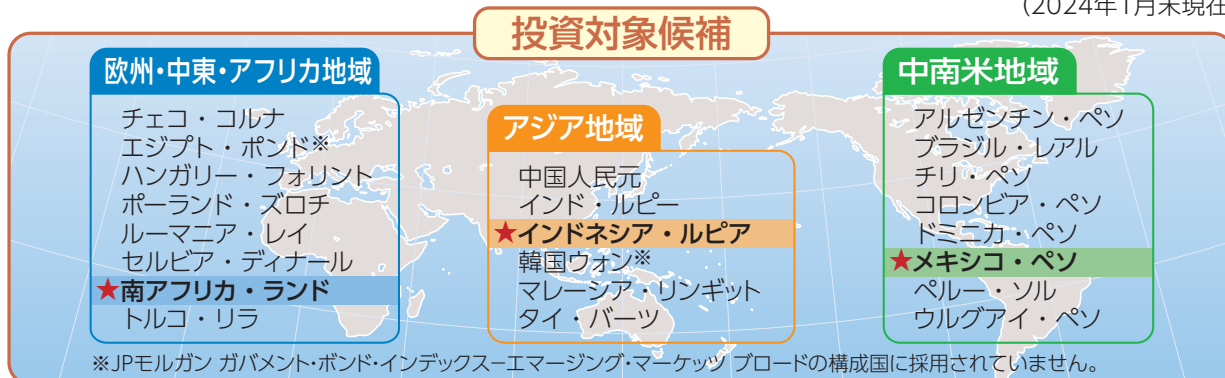 (2024年1月末現在
投資対象候補
欧州・中東・アフリカ地域
チェコ・コルナ
エジプト・ポンド※
ハンガリー・フォリント
ポーランド・ズロチ
ルーマニア・レイ
セルビア・ディナール
★南アフリカ・ランド
トルコ・リラ
アジア地域
中国人民元
インド・ルピー
★インドネシア・ルピア
韓国ウォン※
マレーシア・リンギット
タイ・バーツ
中南米地域
アルゼンチン・ペソ
ブラジル・レアル
チリ・ペソ
コロンビア・ペソ
ドミニカ・ペソ
★メキシコ・ペソ
ペルー・ソル
ウルグアイ・ペソ
※JPモルガン ガバメント・ボンド・インデックス-エマージング・マーケッツ ブロードの構成国に採用されていません。